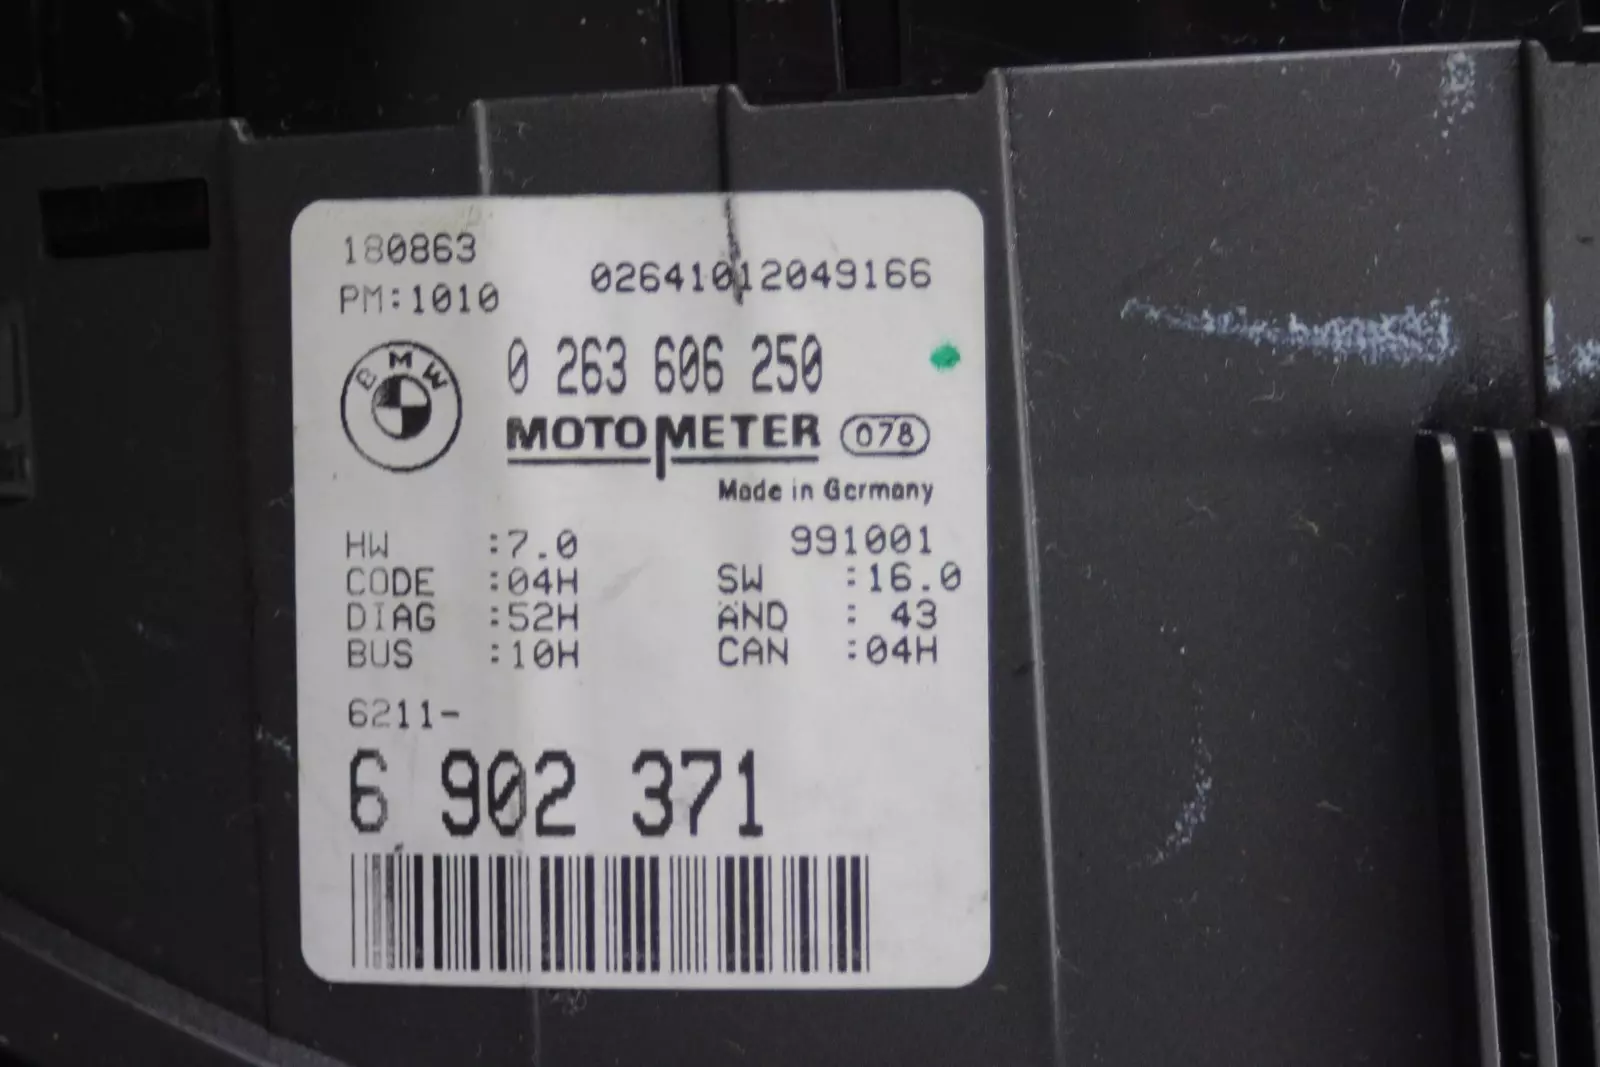 180863
02641012049166
PM:1010
BMW
0 263 606 250
MOTOMETER 078
Made in Germany
HW :7.0 991001
CODE :04H SW :16.0
DIAG :52H ÄND : 43
BUS :10H CAN :04H
6211-
6 902 371